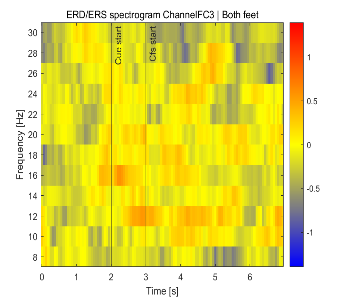 ERD/ERS spectrogram ChannelFC3 | Both feet
Frequency [Hz]
30
28
26
24
22
20
18
16
14
12
10
8
Cue start
Cfs start
1
0.5
0
-0.5
-1
0 1 2 3 4 5 6
Time [s]